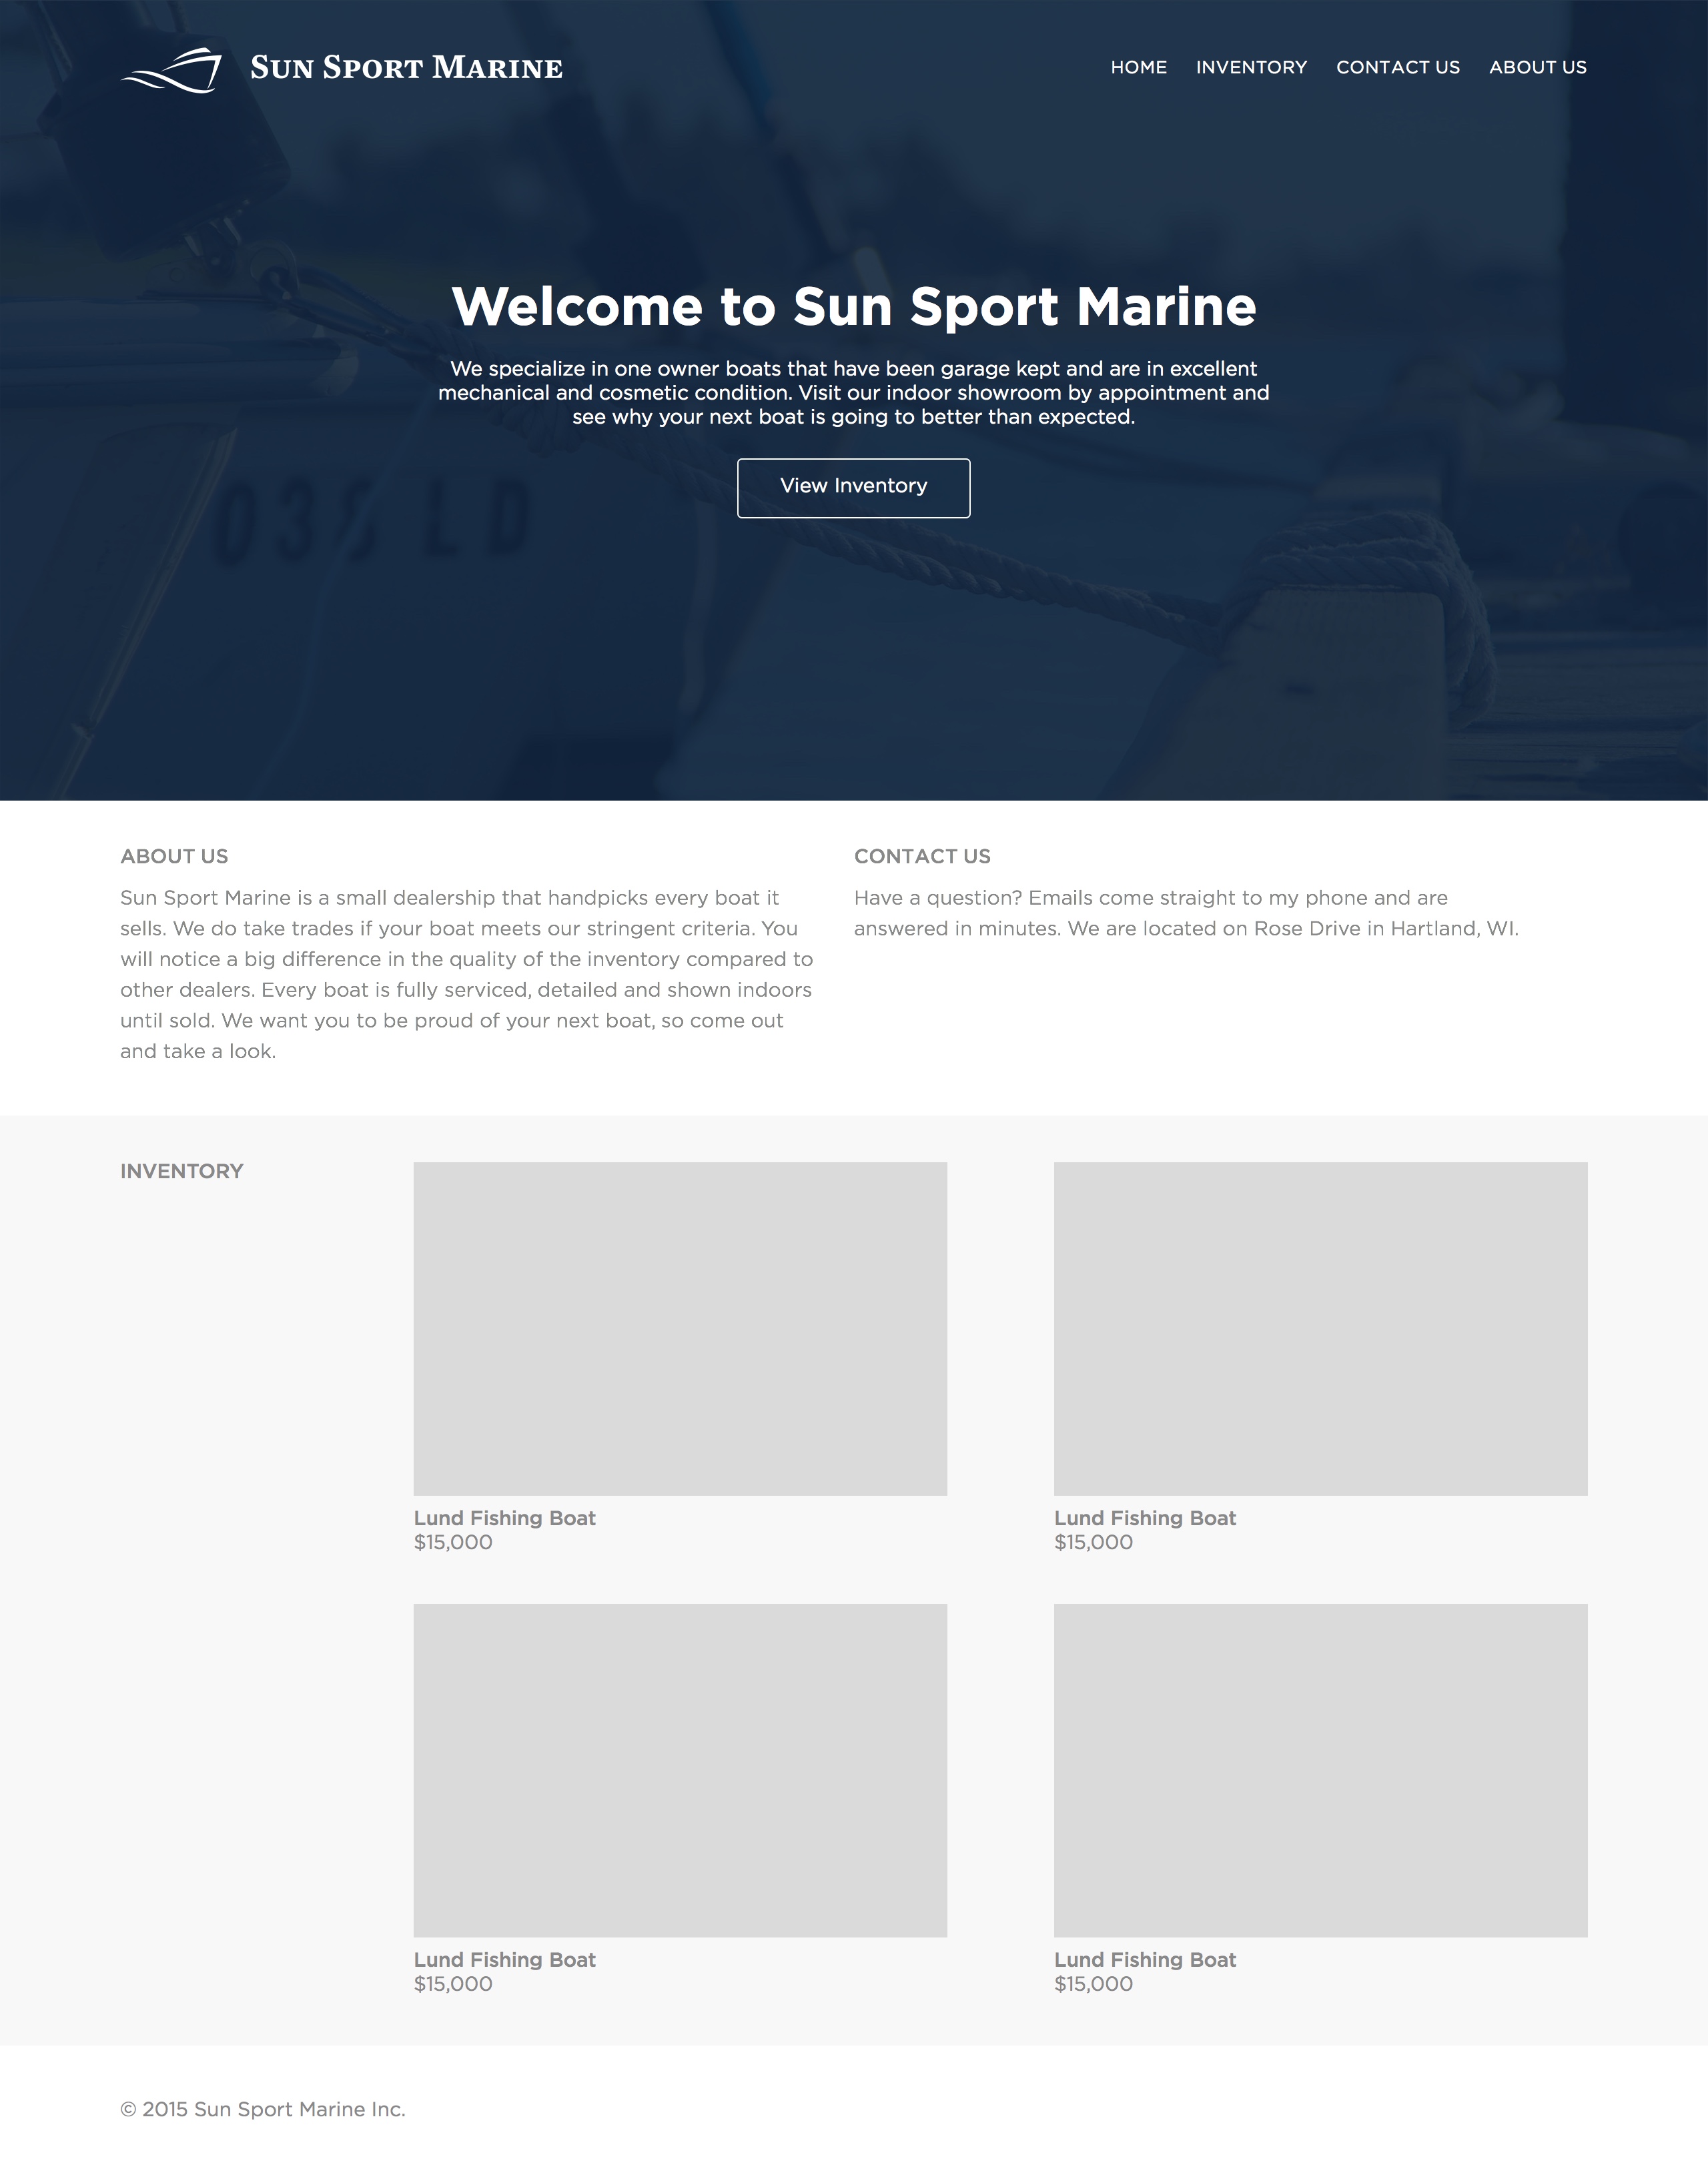 SUN SPORT MARINE
HOME INVENTORY CONTACT US ABOUT US
Welcome to Sun Sport Marine
We specialize in one owner boats that have been garage kept and are in excellent
mechanical and cosmetic condition. Visit our indoor showroom by appointment and
see why your next boat is going to better than expected.
View Inventory
ABOUT US
Sun Sport Marine is a small dealership that handpicks every boat it
sells. We do take trades if your boat meets our stringent criteria. You
will notice a big difference in the quality of the inventory compared to
other dealers. Every boat is fully serviced, detailed and shown indoors
until sold. We want you to be proud of your next boat, so come out
and take a look.
CONTACT US
Have a question? Emails come straight to my phone and are
answered in minutes. We are located on Rose Drive in Hartland, WI.
INVENTORY
Lund Fishing Boat
$15,000
Lund Fishing Boat
$15,000
Lund Fishing Boat
$15,000
Lund Fishing Boat
$15,000
© 2015 Sun Sport Marine Inc.